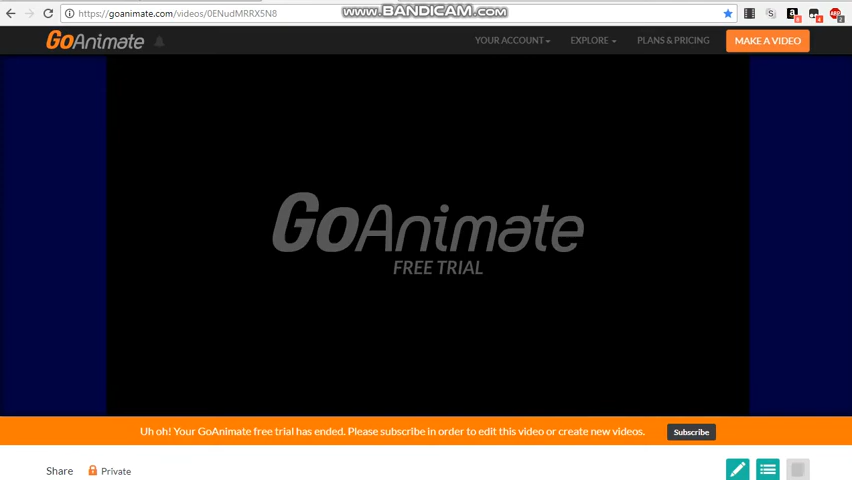 https://goanimate.com/videos/0ENudMRRXSN8
www.BANDICAM.com
GoAnimate
YOUR ACCOUNT
EXPLORE
PLANS & PRICING
MAKE A VIDEO
GoAnimate
FREE TRIAL
Uh oh! Your GoAnimate free trial has ended. Please subscribe in order to edit this video or create new videos.
Subscribe
Share
Private